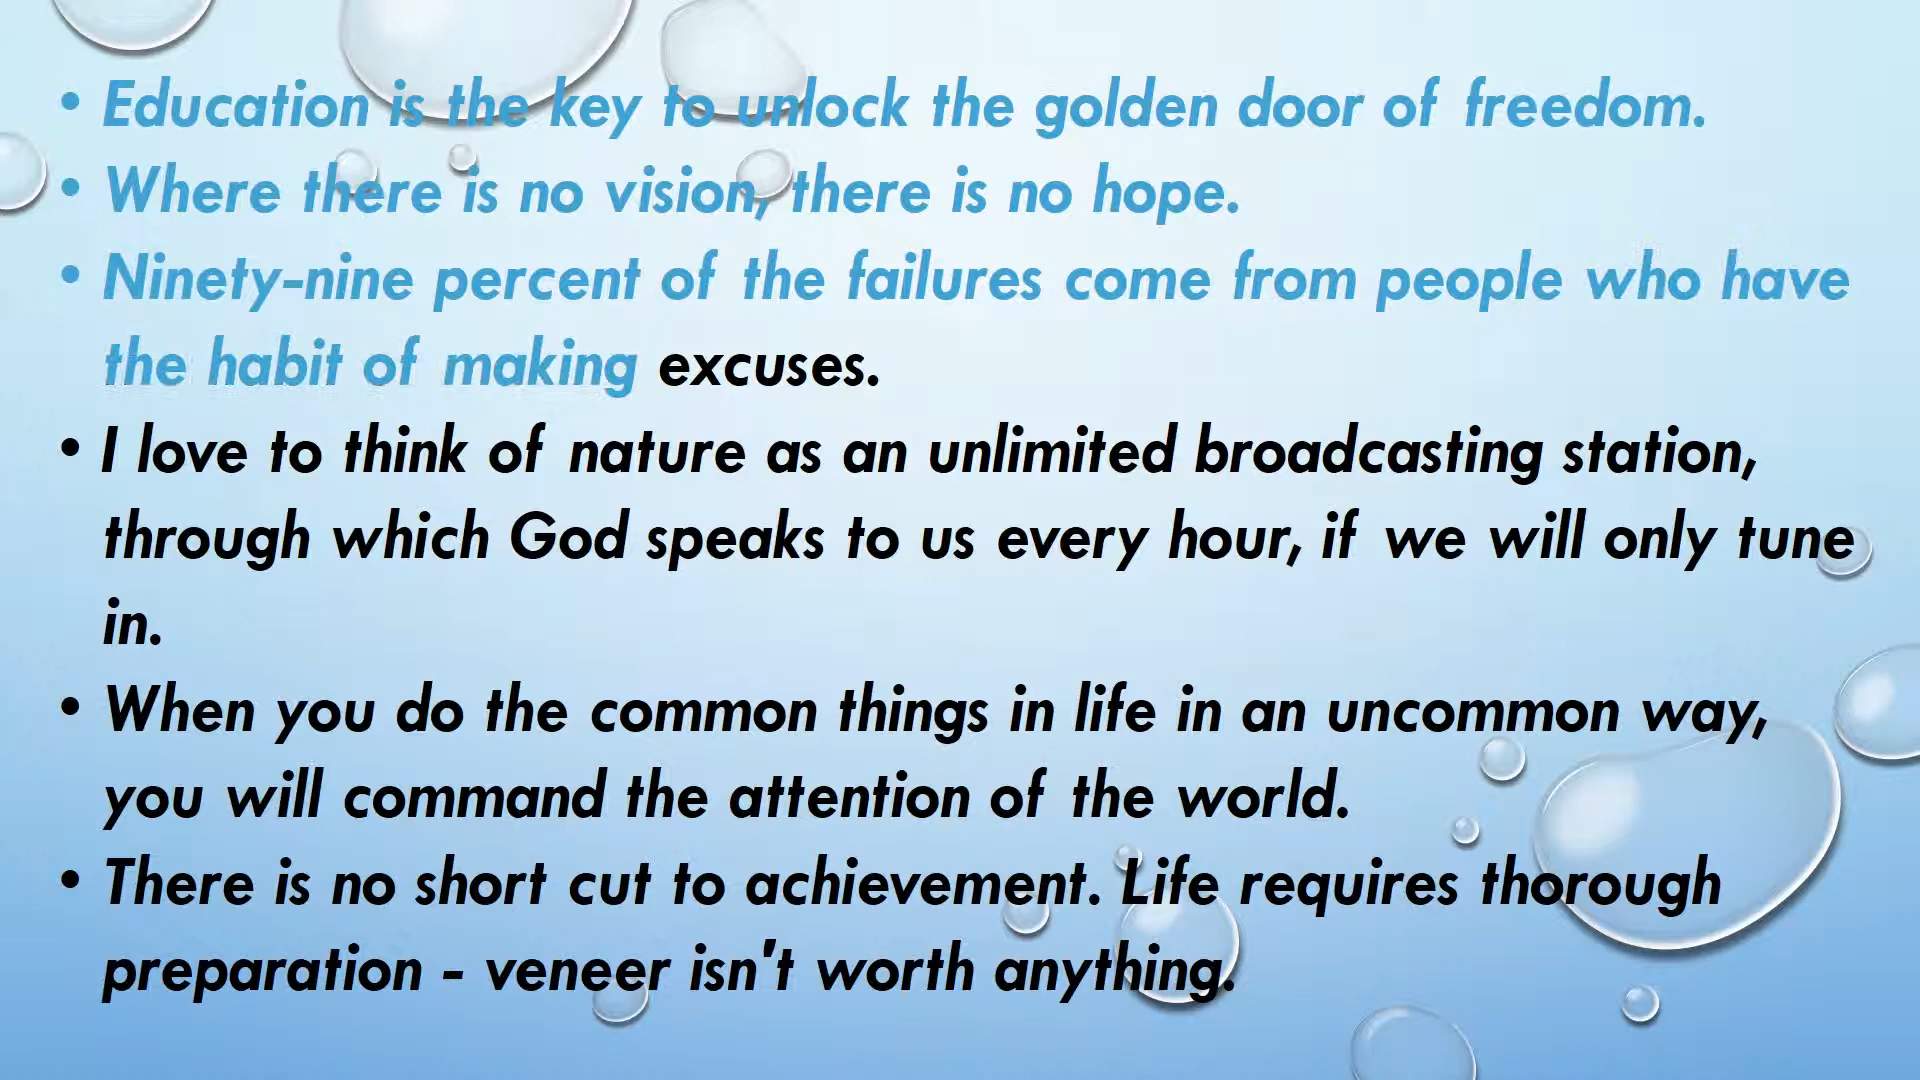 • Education is the key to unlock the golden door of freedom.
• Where there is no vision, there is no hope.
• Ninety-nine percent of the failures come from people who have
the habit of making excuses.
• I love to think of nature as an unlimited broadcasting station,
through which God speaks to us every hour, if we will only tune
in.
• When you do the common things in life in an uncommon way,
you will command the attention of the world.
• There is no short cut to achievement. Life requires thorough
preparation - veneer isn't worth anything.